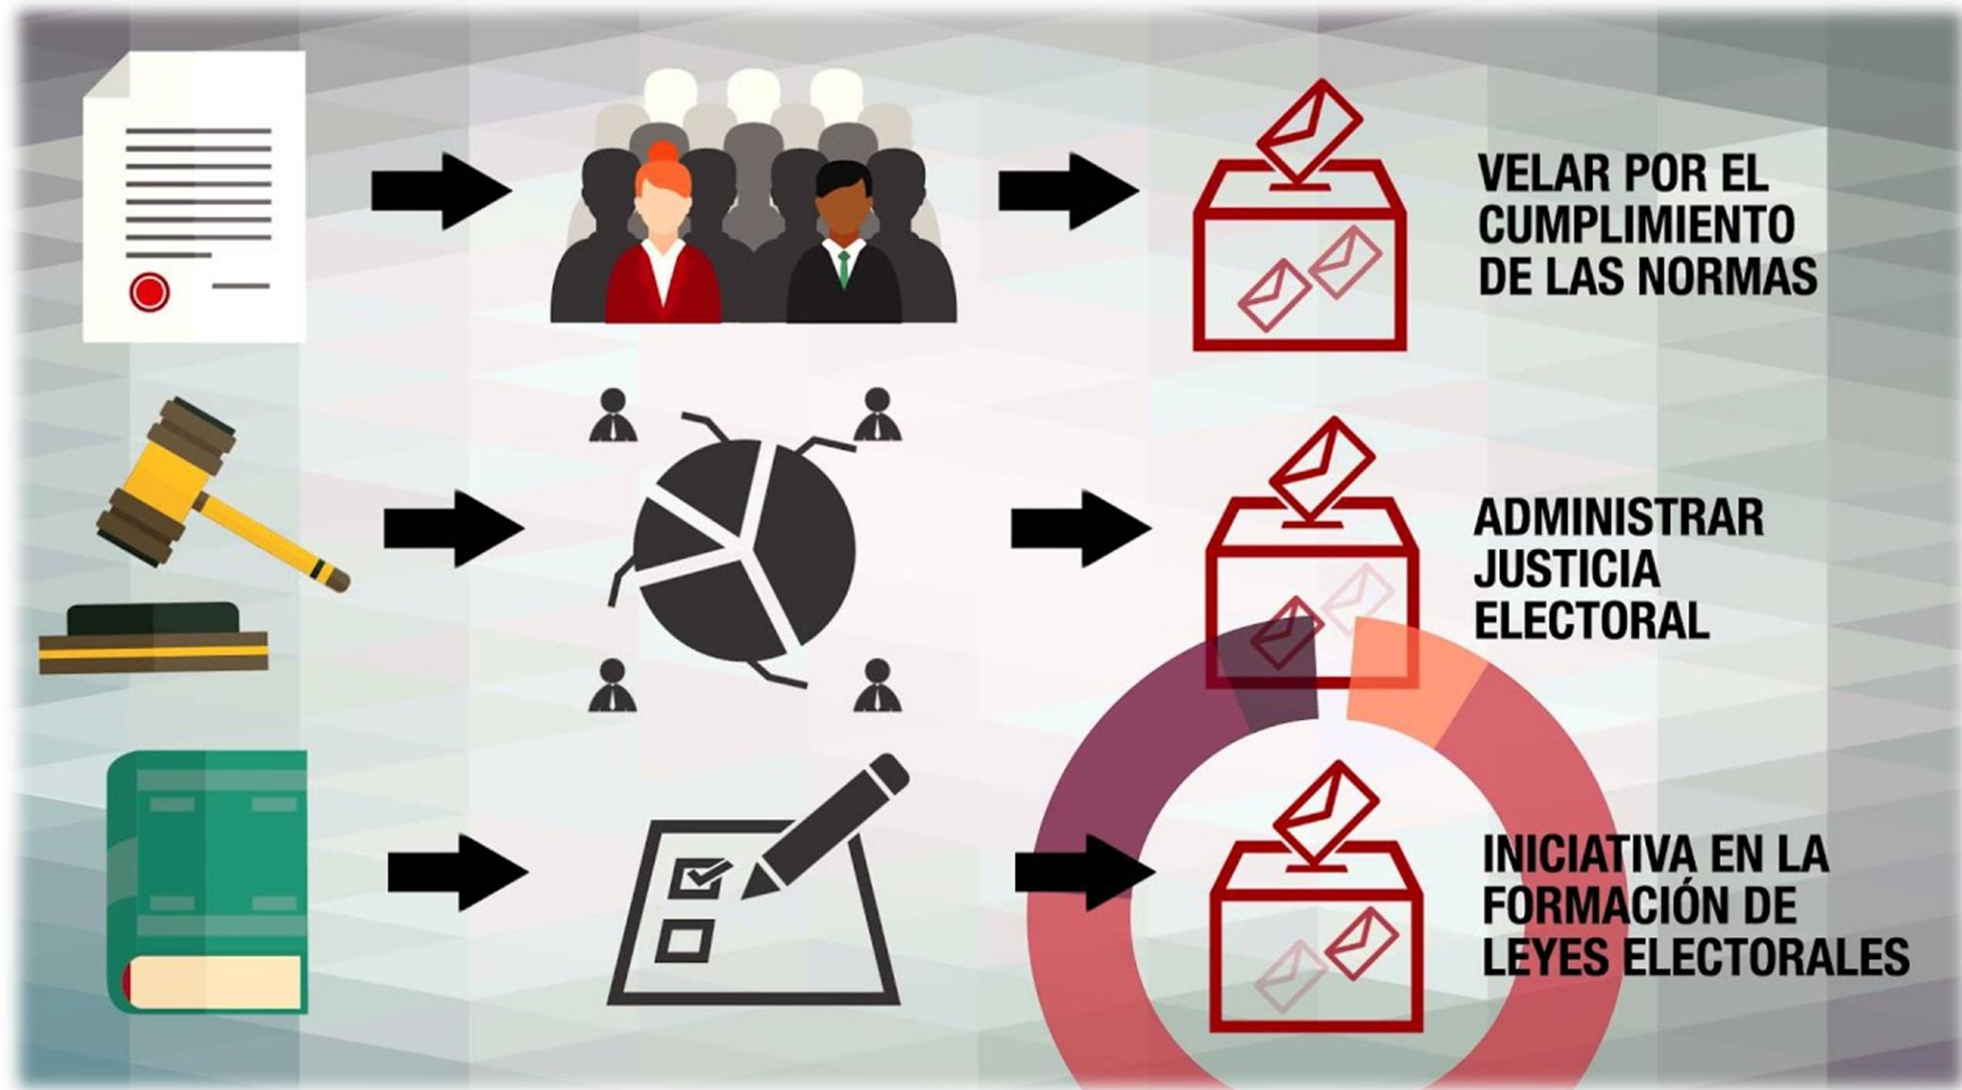 VELAR POR EL
CUMPLIMIENTO
DE LAS NORMAS
ADMINISTRAR
JUSTICIA
ELECTORAL
INICIATIVA EN LA
FORMACIÓN DE
LEYES ELECTORALES